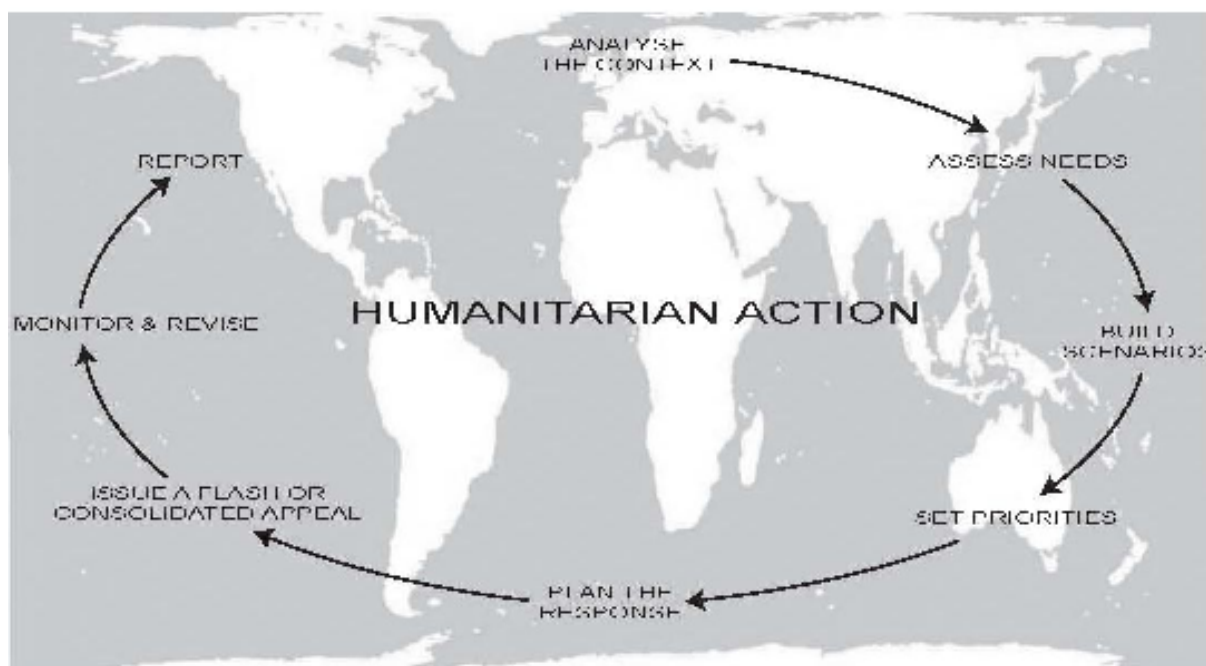 ANALYSE
THE CONTEXT
ASSESS NEEDS
BUILD
SCENARIOS
SET PRIORITIES
PLAN THE
RESPONSE
ISSUE A FLASH OR
CONSOLIDATED APPEAL
MONITOR & REVISE
REPORT
HUMANITARIAN ACTION